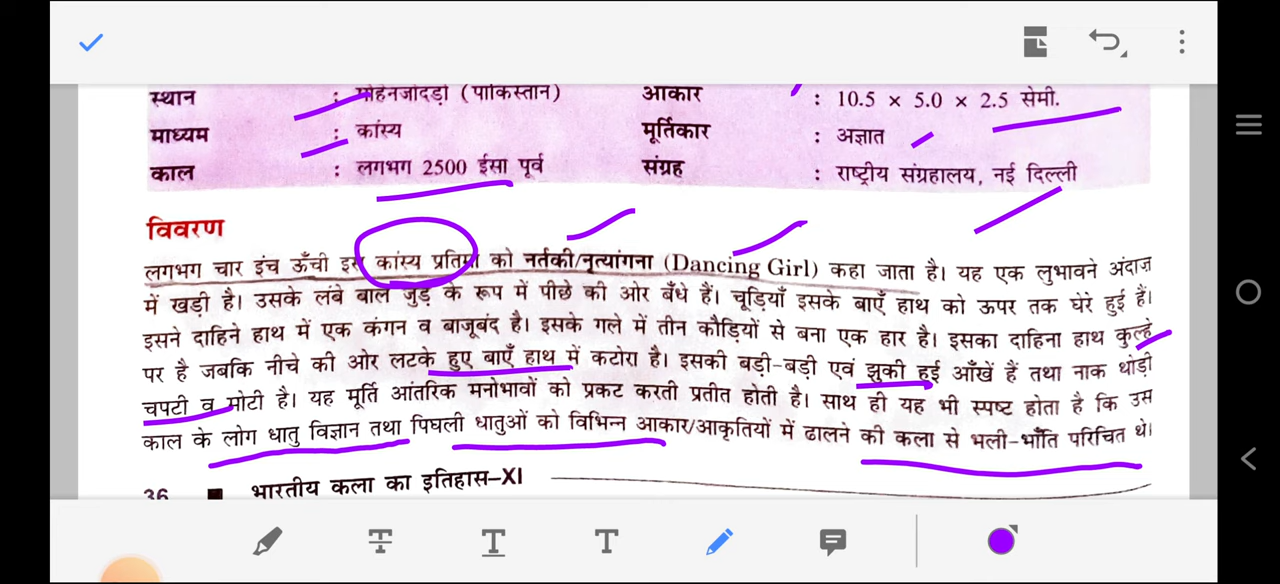 स्थान : मोहनजोदड़ो (पाकिस्तान) आकार : 10.5 × 5.0 × 2.5 सेमी.
माध्यम : कांस्य मूर्तिकार : अज्ञात
काल : लगभग 2500 ईसा पूर्व संग्रह : राष्ट्रीय संग्रहालय, नई दिल्ली
विवरण
लगभग चार इंच ऊँची इस कांस्य प्रतिमा को नर्तकी/नृत्यांगना (Dancing Girl) कहा जाता है। यह एक लुभावने अंदाज
में खड़ी है। उसके लंबे बाल जुड़े के रूप में पीछे की ओर बँधे हैं। चूड़ियाँ इसके बाएँ हाथ को ऊपर तक घेरे हुई हैं।
इसने दाहिने हाथ में एक कंगन व बाजूबंद है। इसके गले में तीन कौड़ियों से बना एक हार है। इसका दाहिना हाथ कुल्हे
पर है जबकि नीचे की ओर लटके हुए बाएँ हाथ में कटोरा है। इसकी बड़ी-बड़ी एवं झुकी हुई आँखें हैं तथा नाक थोड़ी
चपटी व मोटी है। यह मूर्ति आंतरिक मनोभावों को प्रकट करती प्रतीत होती है। साथ ही यह भी स्पष्ट होता है कि उस
काल के लोग धातु विज्ञान तथा पिघली धातुओं को विभिन्न आकार/आकृतियों में ढालने की कला से भली-भाँति परिचित थे।
36 ■ भारतीय कला का इतिहास-XI
T T T